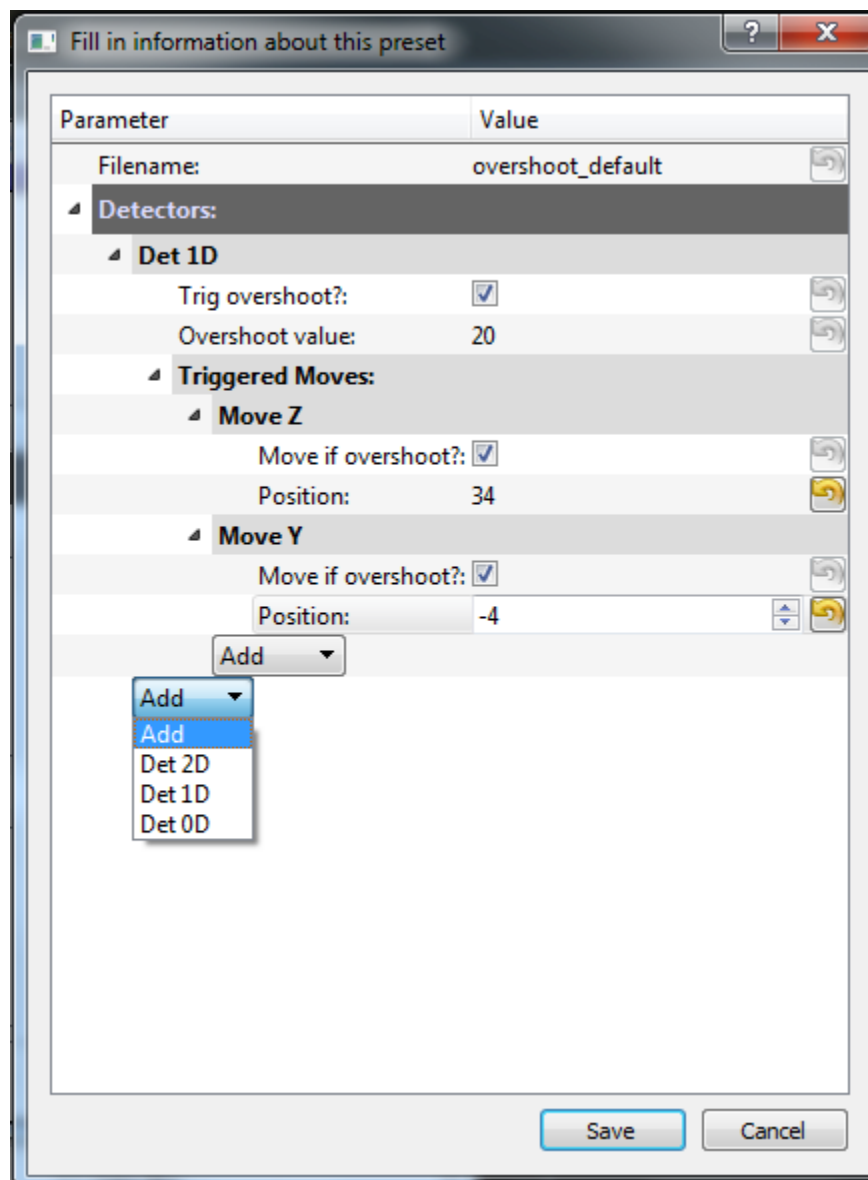 Fill in information about this preset
?
x
Parameter Value
Filename: overshoot_default
Detectors:
Det 1D
Trig overshoot?:
Overshoot value: 20
Triggered Moves:
Move Z
Move if overshoot?:
Position: 34
Move Y
Move if overshoot?:
Position: -4
Add
Add
Add
Det 2D
Det 1D
Det 0D
Save Cancel